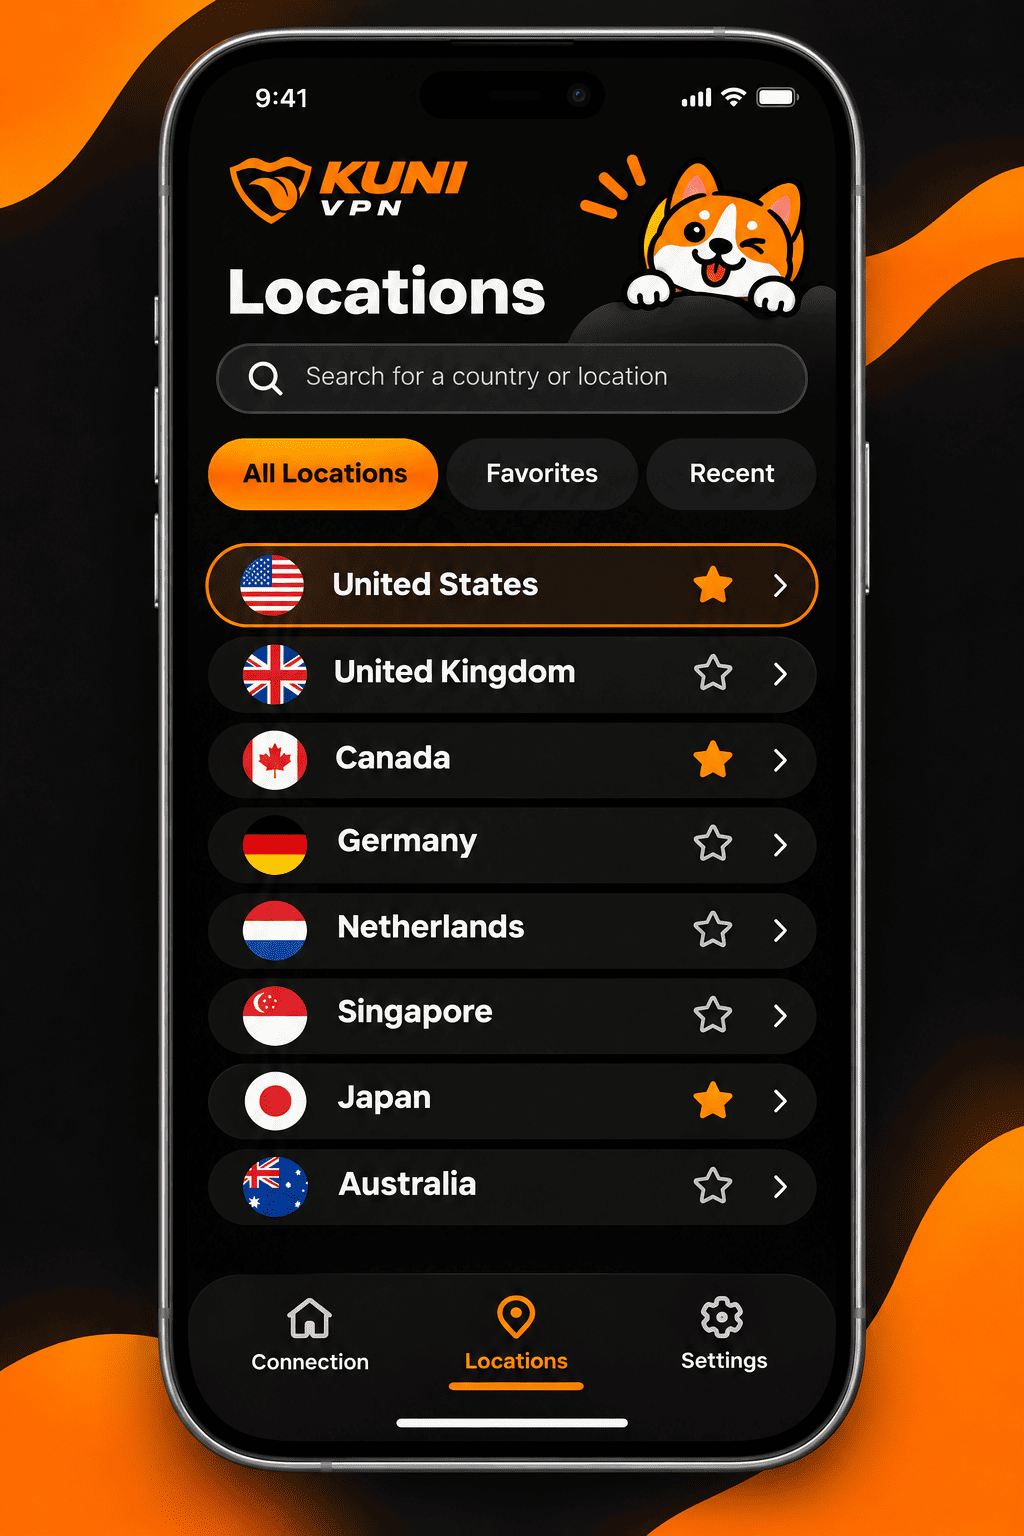 9:41
KUNI
VPN
Locations
Search for a country or location
All Locations
Favorites
Recent
United States
United Kingdom
Canada
Germany
Netherlands
Singapore
Japan
Australia
Connection
Locations
Settings